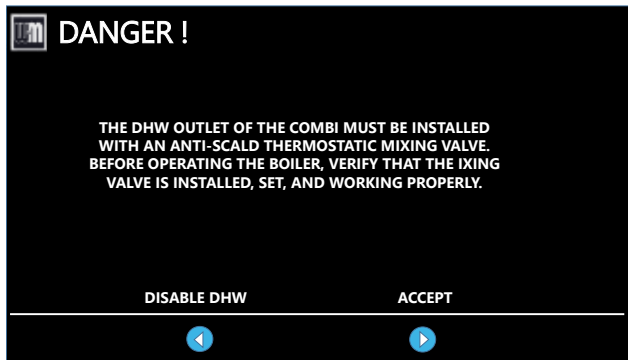 DANGER !
THE DHW OUTLET OF THE COMBI MUST BE INSTALLED
WITH AN ANTI-SCALD THERMOSTATIC MIXING VALVE.
BEFORE OPERATING THE BOILER, VERIFY THAT THE IXING
VALVE IS INSTALLED, SET, AND WORKING PROPERLY.
DISABLE DHW ACCEPT